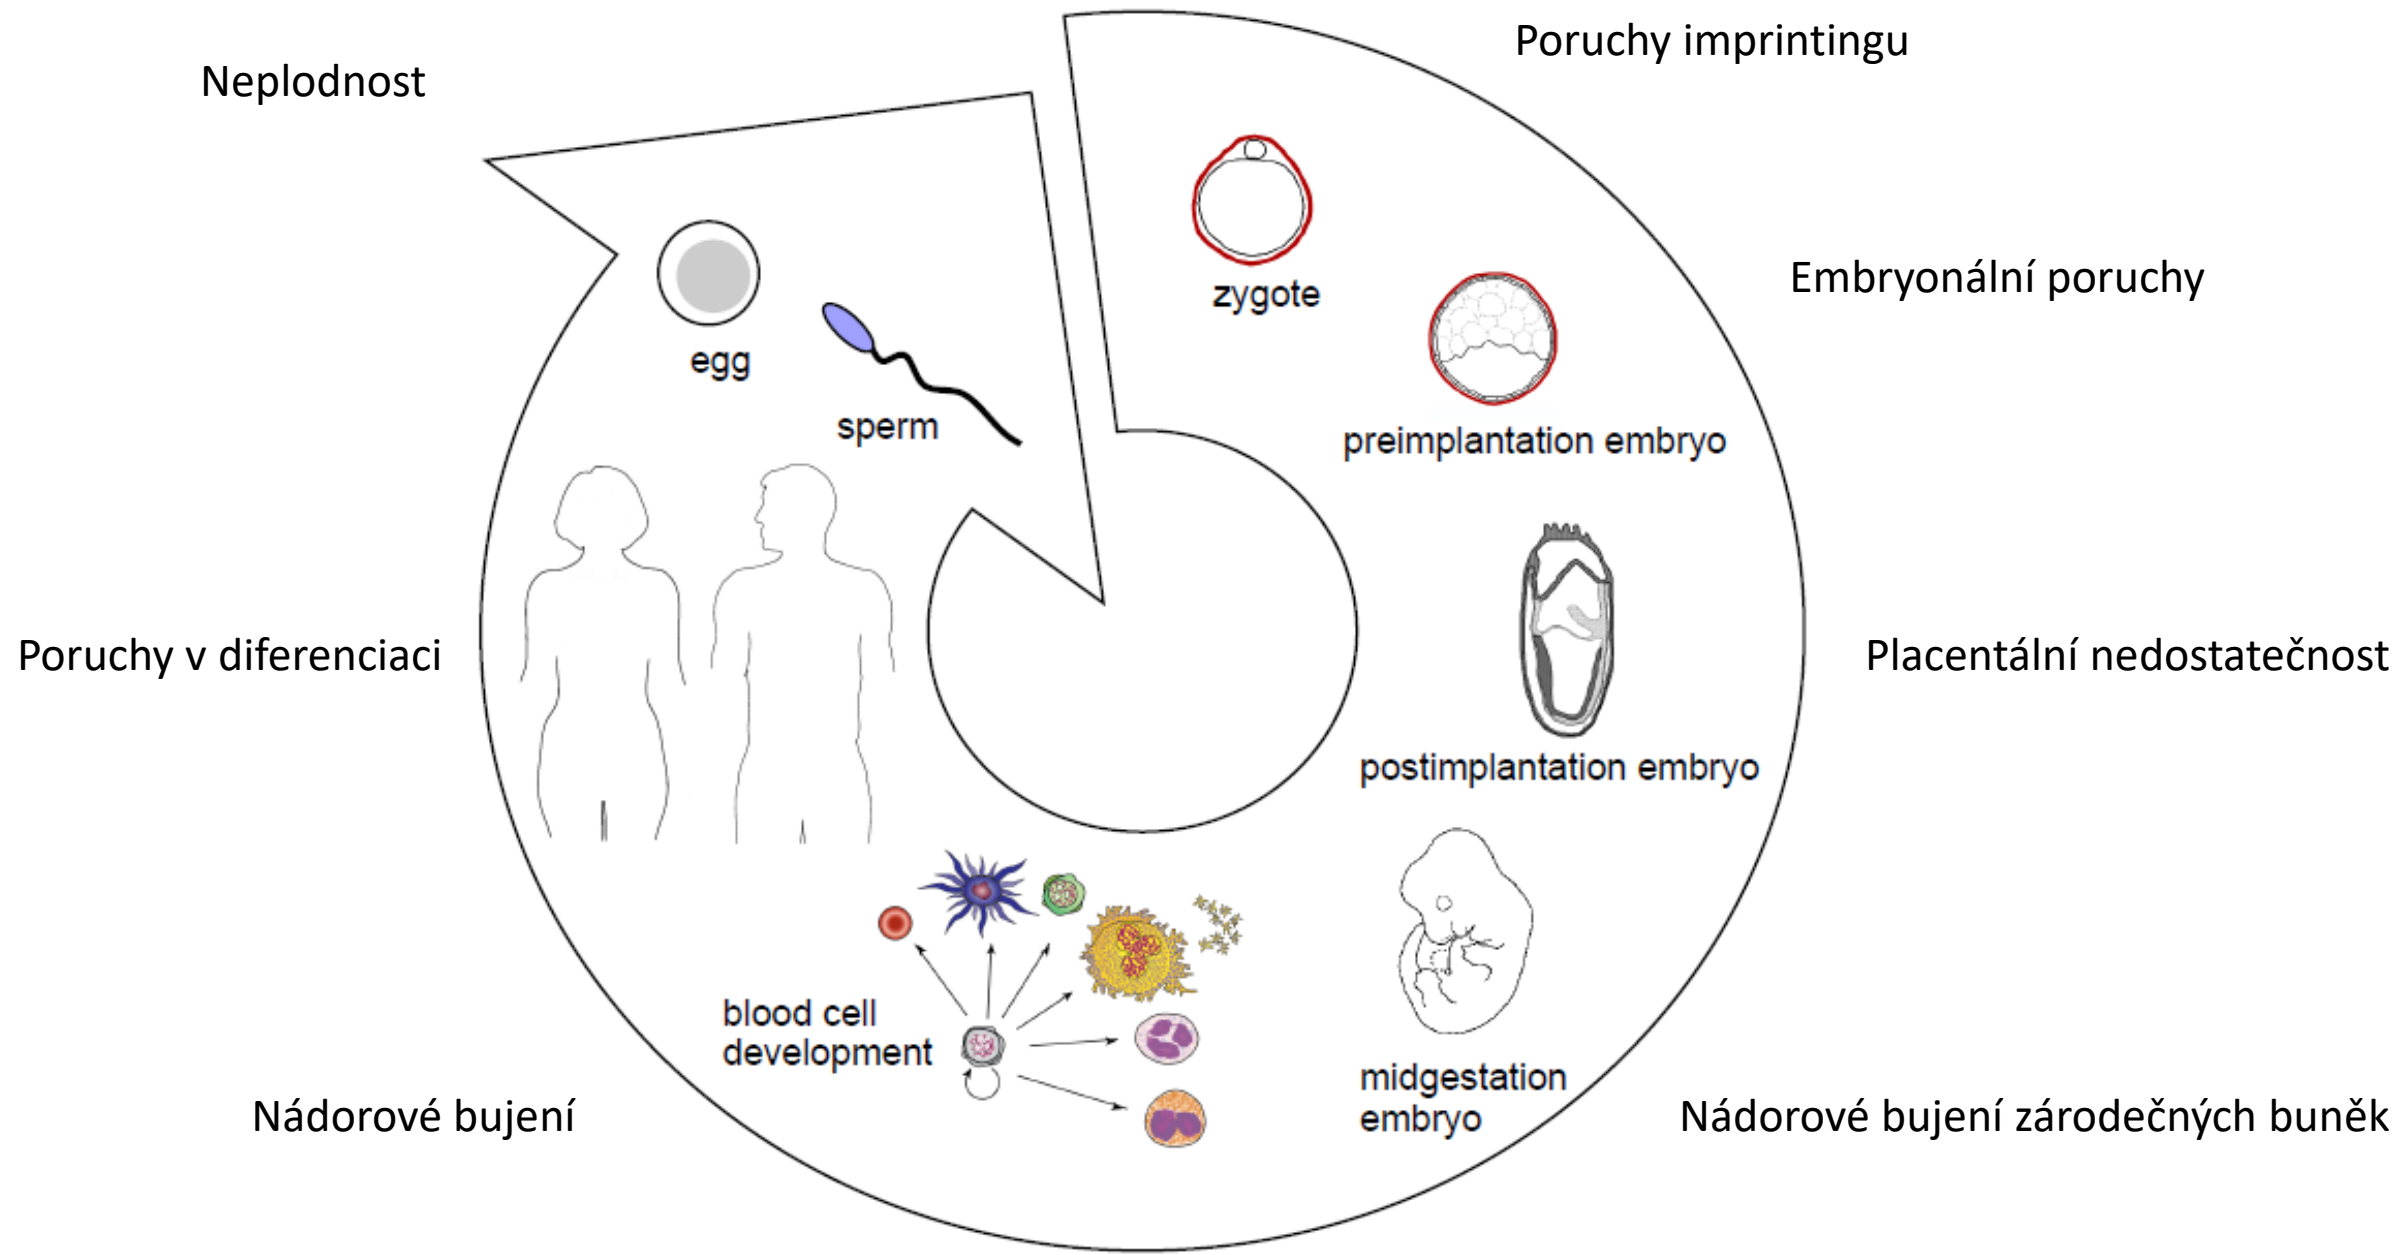 Poruchy imprintingu
Neplodnost
zygote
Embryonální poruchy
egg
sperm
preimplantation embryo
Poruchy v diferenciaci
Placentální nedostatečnost
postimplantation embryo
blood cell
development
midgestation
embryo
Nádorové bujení
Nádorové bujení zárodečných buněk